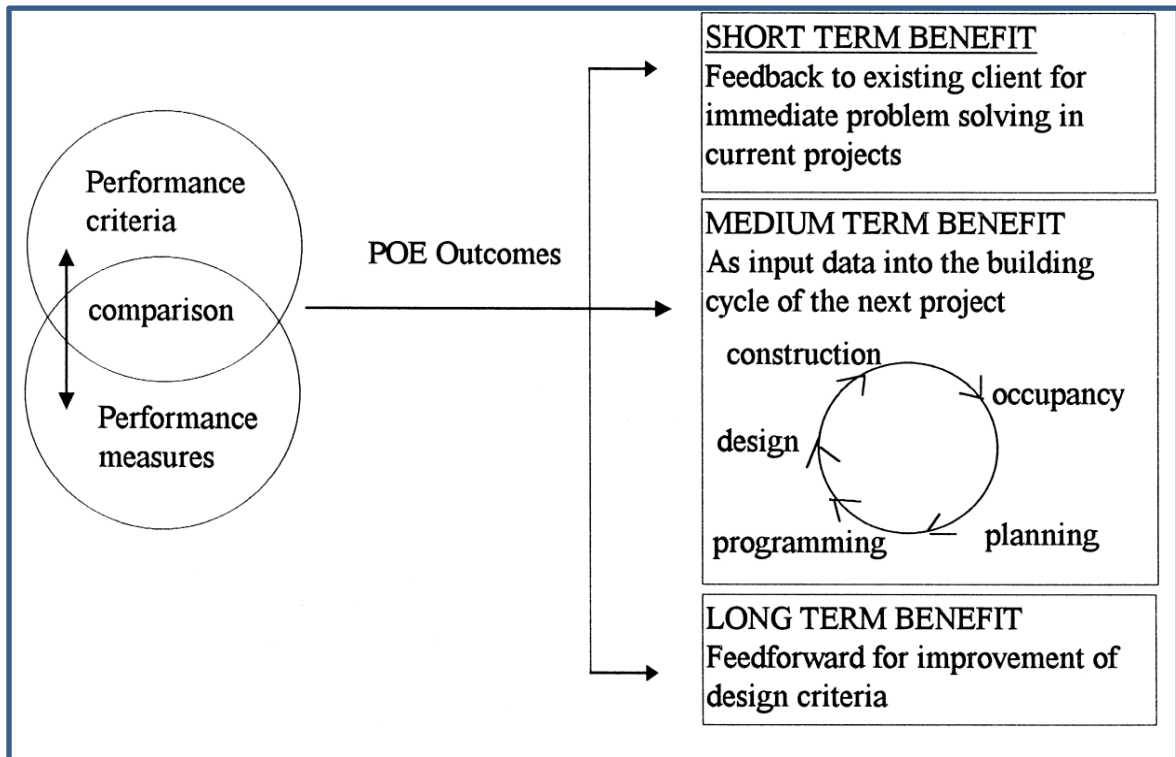 Performance
criteria
comparison
Performance
measures
POE Outcomes
SHORT TERM BENEFIT
Feedback to existing client for
immediate problem solving in
current projects
MEDIUM TERM BENEFIT
As input data into the building
cycle of the next project
construction
occupancy
design
programming
planning
LONG TERM BENEFIT
Feedforward for improvement of
design criteria